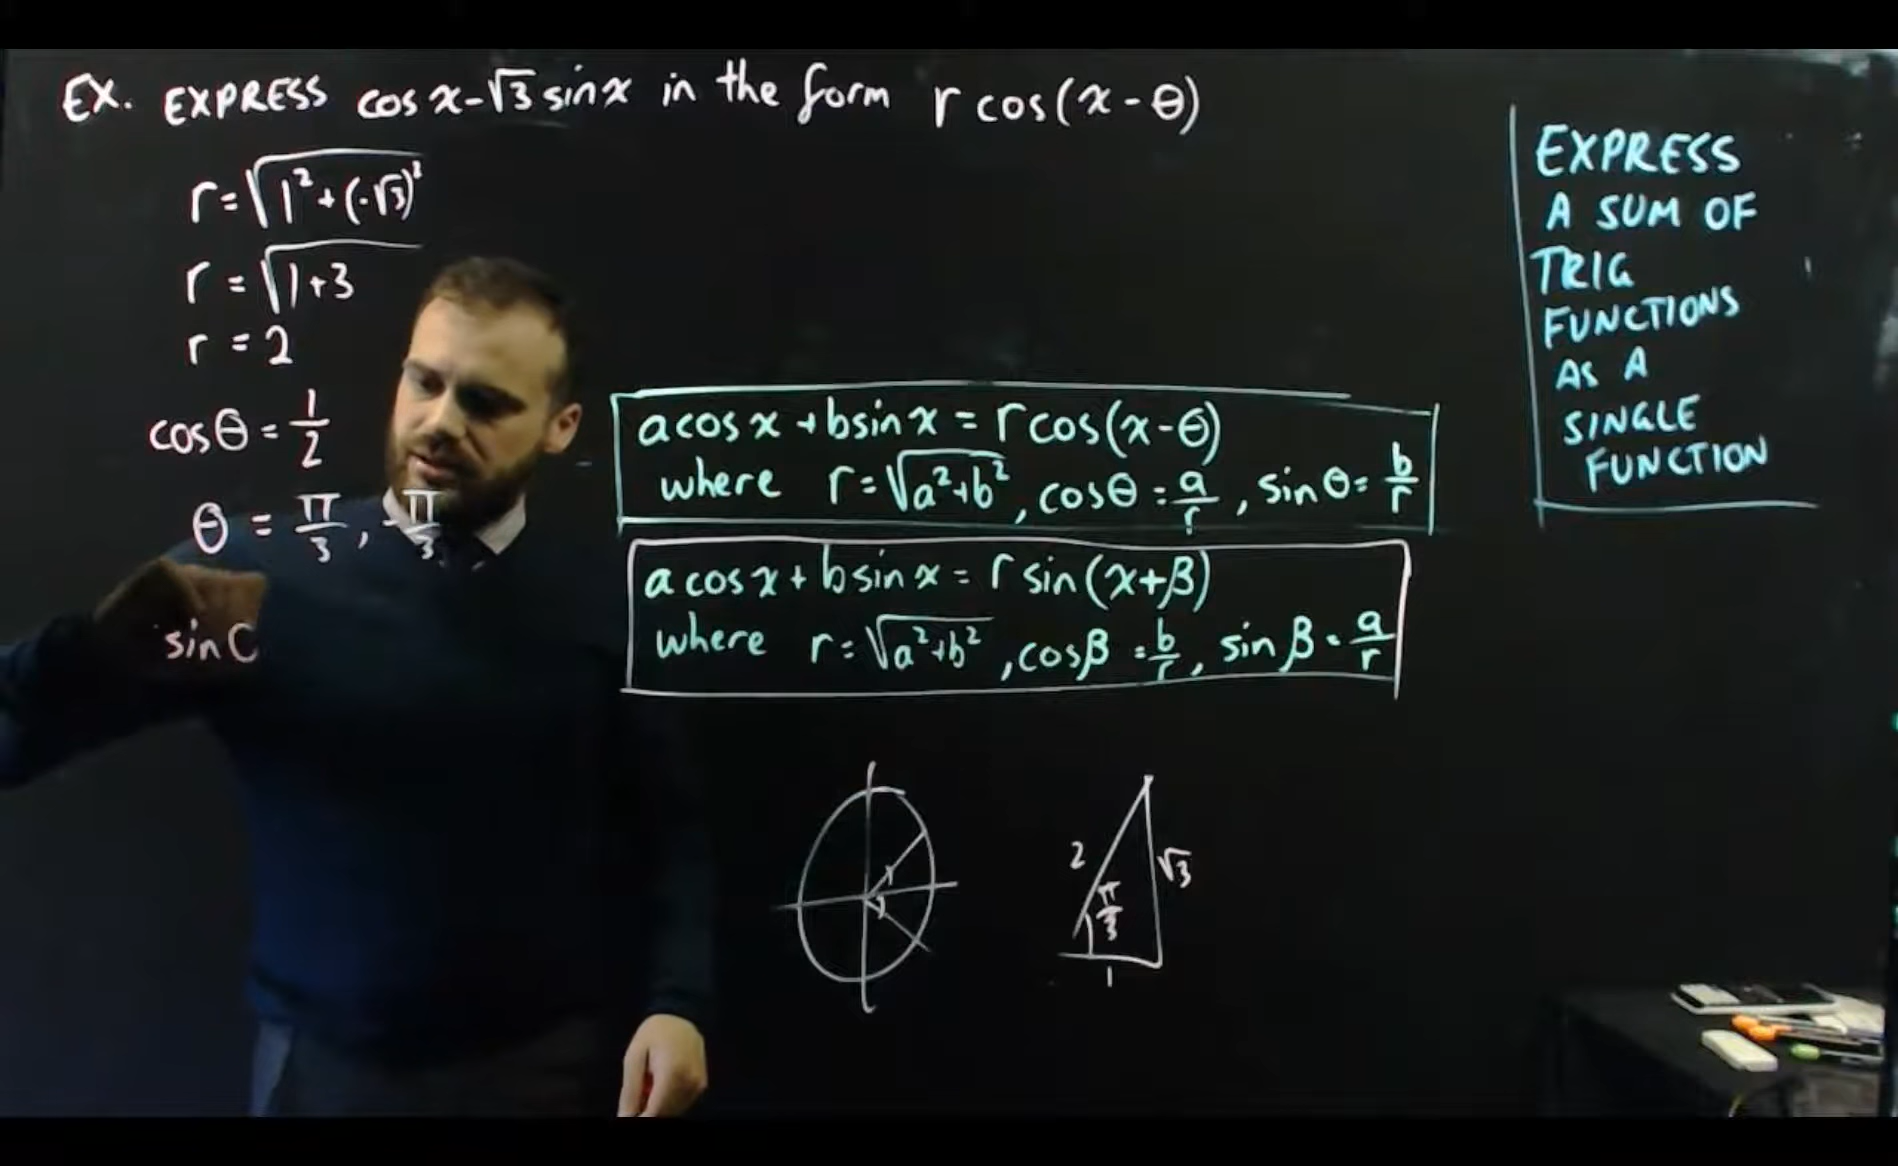 EX. EXPRESS cos x - √3 sin x in the form r cos(x - θ)
r = √(1² + (-√3)²)
r = √(1+3)
r = 2
cos θ = 1/2
θ = π/3, -π/3
sin
a cos x + b sin x = r cos(x - θ)
where r = √(a² + b²), cos θ = a/r, sin θ = b/r
a cos x + b sin x = r sin(x + β)
where r = √(a² + b²), cos β = b/r, sin β = a/r
2
√3
π/3
1
EXPRESS
A SUM OF
TRIG
FUNCTIONS
AS A
SINGLE
FUNCTION